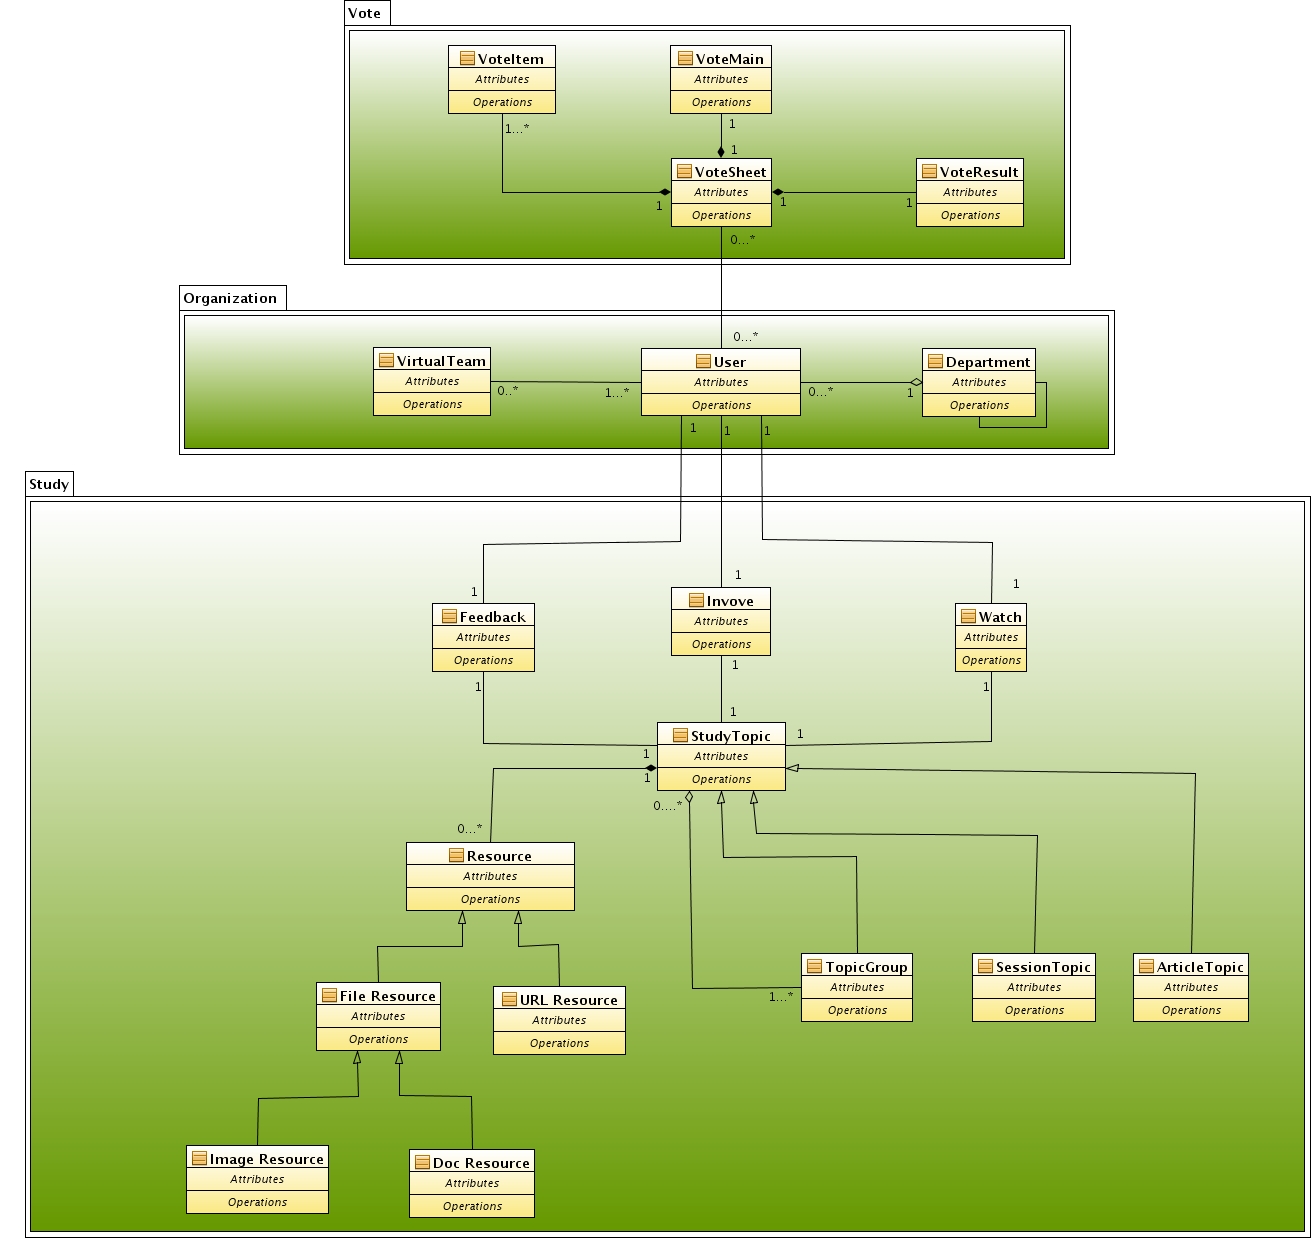 Vote
VoteItem
Attributes
Operations
VoteMain
Attributes
Operations
1...*
1
1
VoteSheet
Attributes
Operations
VoteResult
Attributes
Operations
1
1
1
0...*
Organization
0...*
VirtualTeam
Attributes
Operations
User
Attributes
Operations
Department
Attributes
Operations
0..*
1...*
0...*
1
1
1
1
Study
1
1
1
Feedback
Attributes
Operations
Invove
Attributes
Operations
Watch
Attributes
Operations
1
1
1
1
1
StudyTopic
Attributes
Operations
1
1
0....*
0...*
Resource
Attributes
Operations
TopicGroup
Attributes
Operations
SessionTopic
Attributes
Operations
ArticleTopic
Attributes
Operations
1...*
File Resource
Attributes
Operations
URL Resource
Attributes
Operations
Image Resource
Attributes
Operations
Doc Resource
Attributes
Operations